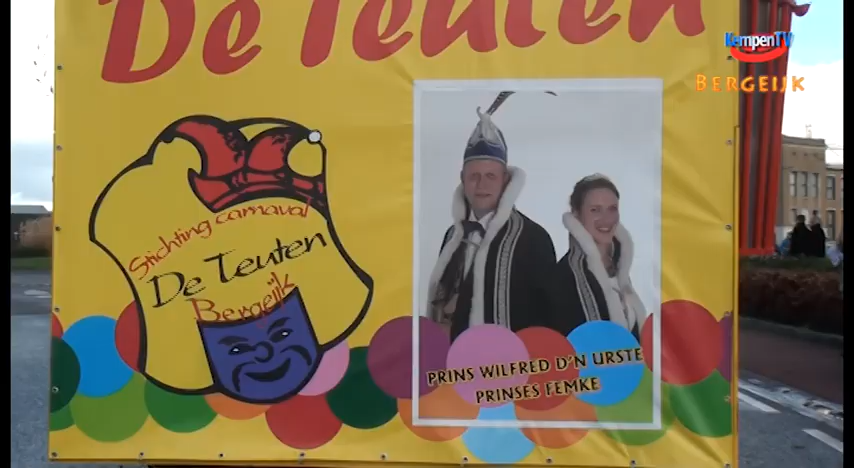 De Teuten
KempenTV
BERGEIJK
Stichting carnaval
De Teuten
Bergeijk
PRINS WILFRED D'N URSTE
PRINSES FEMKE